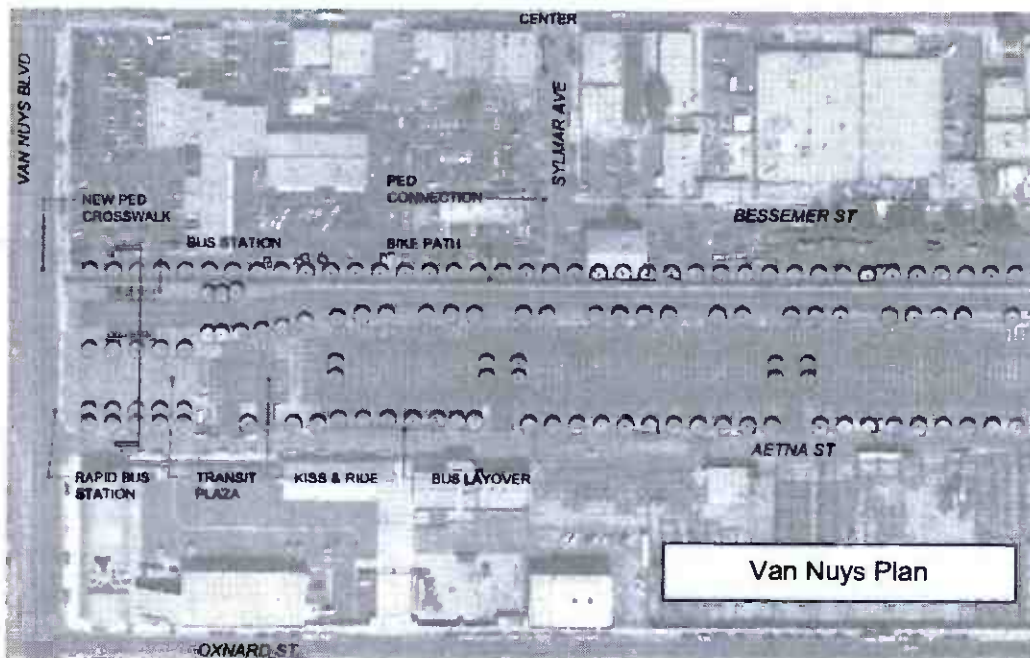 CENTER
VAN NUYS BLVD
SYLMAR AVE
PED
CONNECTION
NEW PED
CROSSWALK
BESSEMER ST
BUS STATION
BIKE PATH
AETNA ST
RAPID BUS
STATION
TRANSIT
PLAZA
KISS & RIDE
BUS LAYOVER
Van Nuys Plan
OXNARD ST